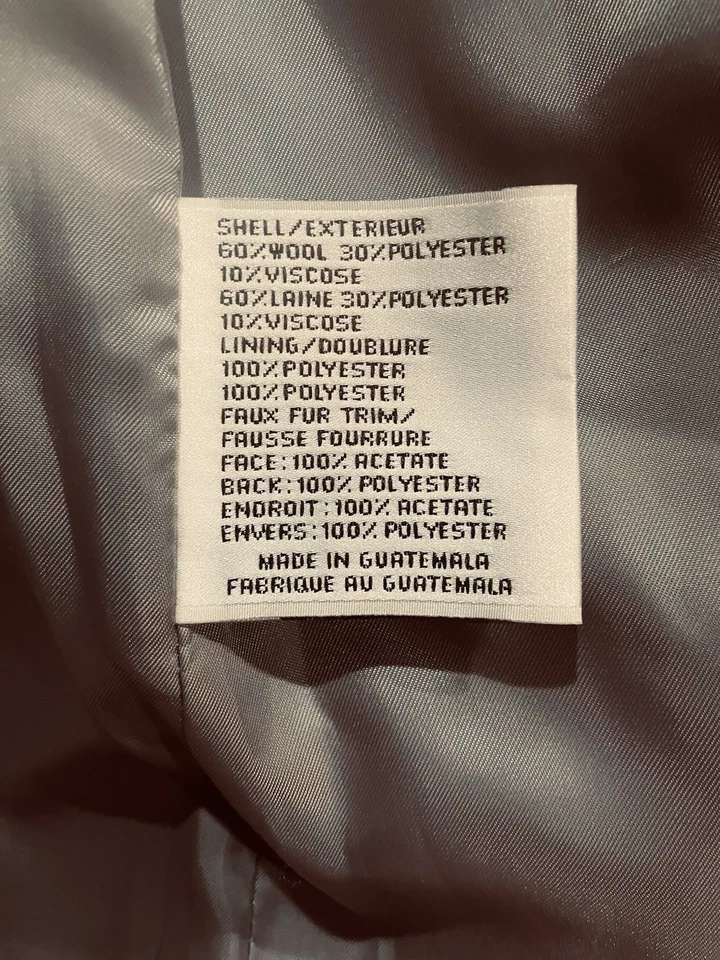 SHELL/EXTERIEUR
60%WOOL 30%POLYESTER
10%VISCOSE
60%LAINE 30%POLYESTER
10%VISCOSE
LINING/DOUBLURE
100%POLYESTER
100%POLYESTER
FAUX FUR TRIM/
FAUSSE FOURRURE
FACE:100% ACETATE
BACK:100% POLYESTER
ENDROIT:100% ACETATE
ENVERS:100% POLYESTER
MADE IN GUATEMALA
FABRIQUE AU GUATEMALA